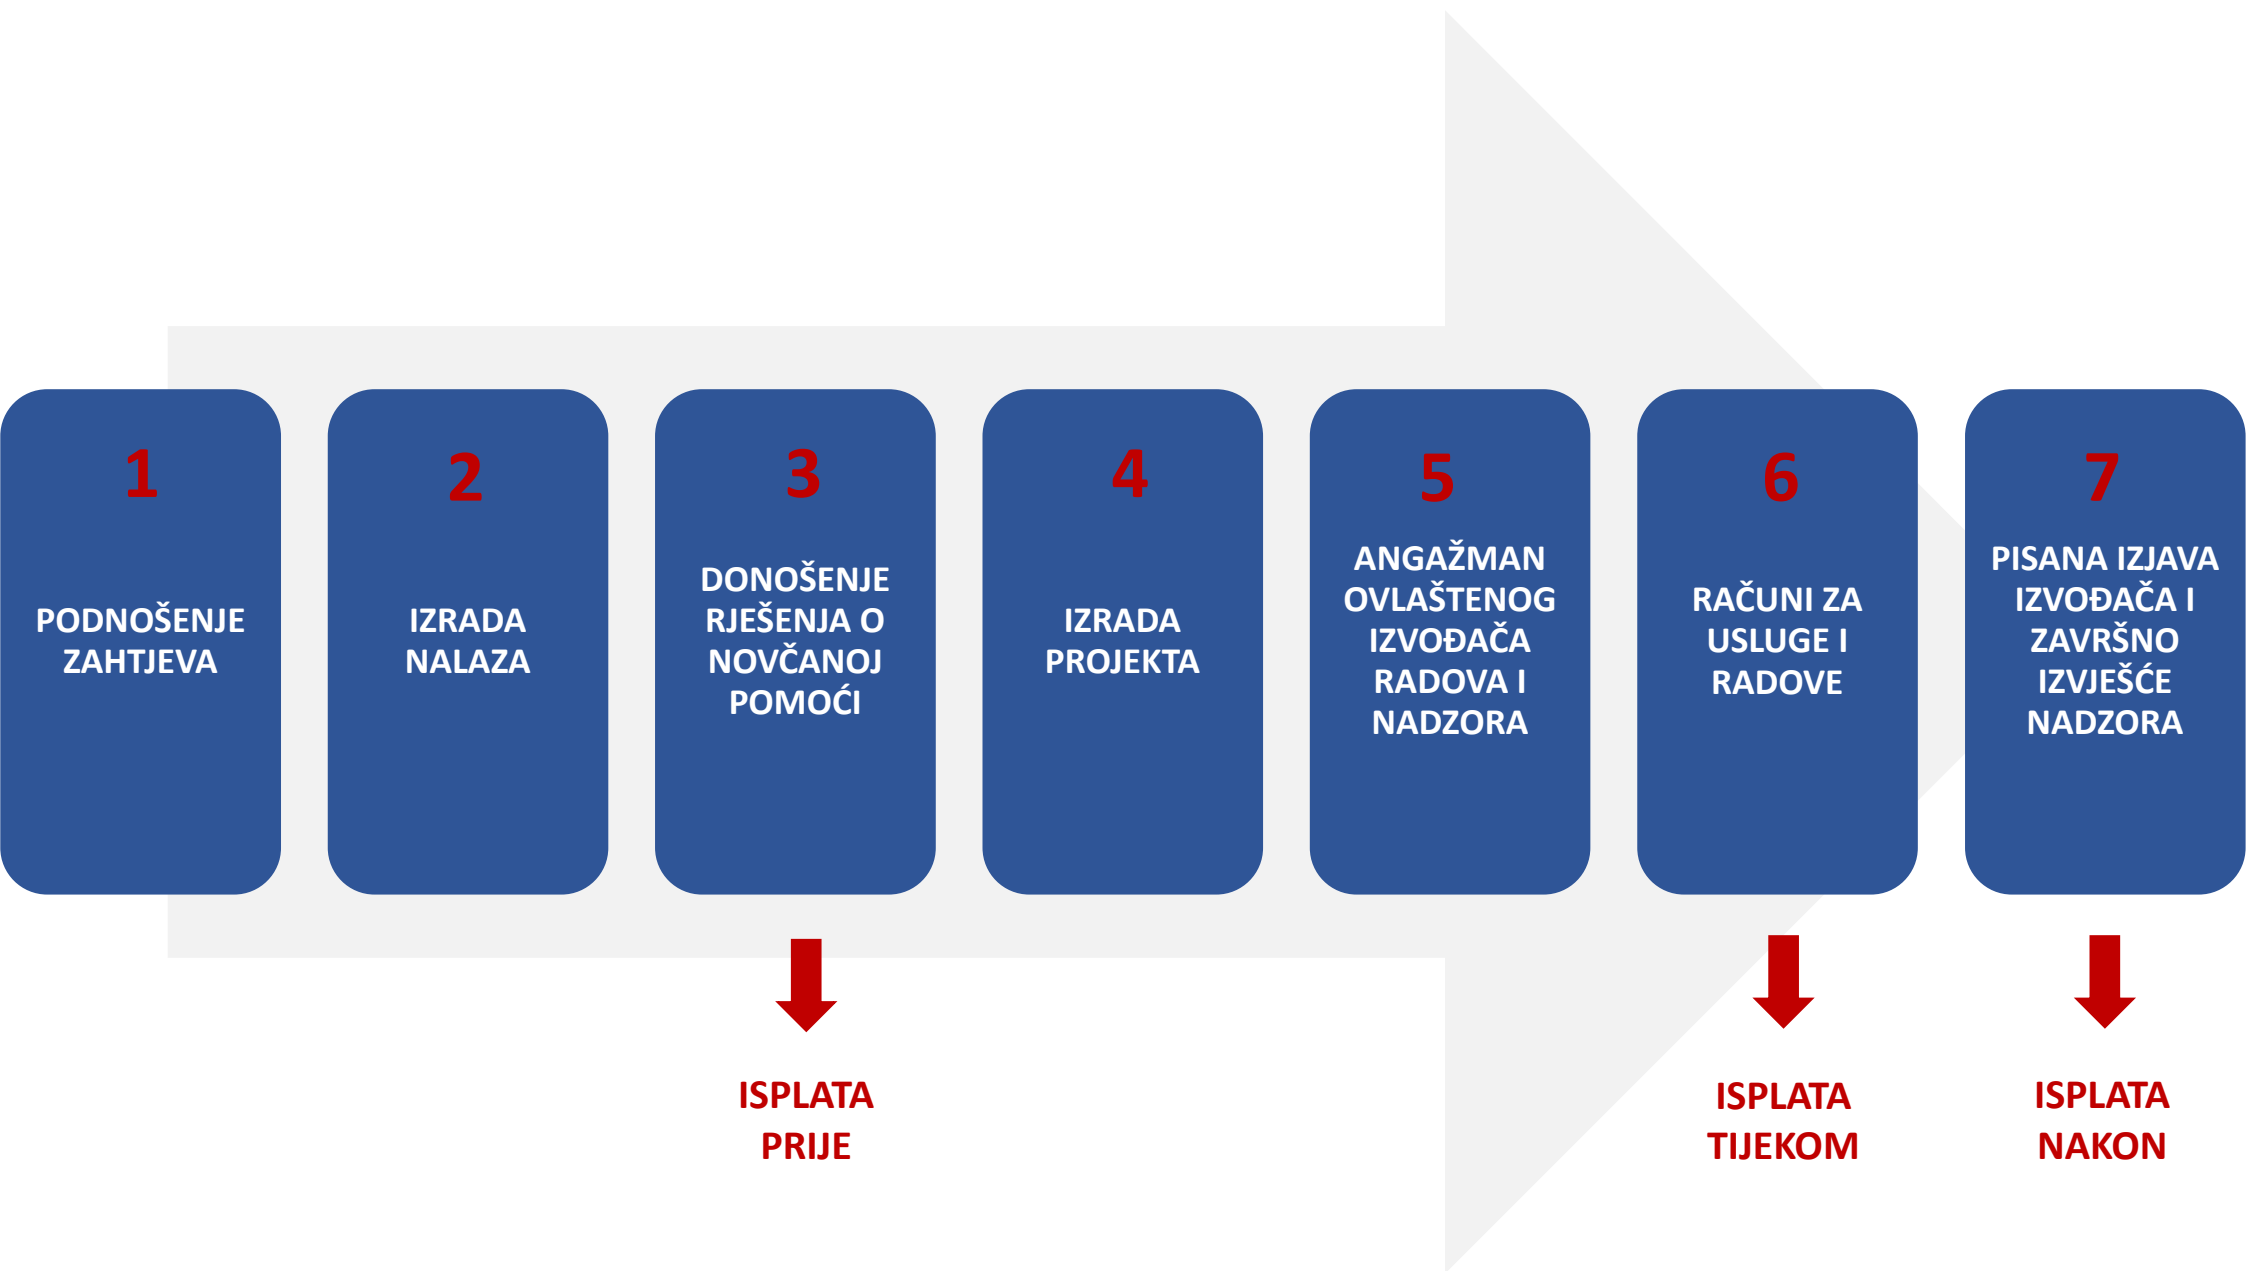 1
PODNOŠENJE
ZAHTJEVA
2
IZRADA
NALAZA
3
DONOŠENJE
RJEŠENJA O
NOVČANOJ
POMOĆI
4
IZRADA
PROJEKTA
5
ANGAŽMAN
OVLAŠTENOG
IZVOĐAČA
RADOVA I
NADZORA
6
RAČUNI ZA
USLUGE I
RADOVE
7
PISANA IZJAVA
IZVOĐAČA I
ZAVRŠNO
IZVJEŠĆE
NADZORA
ISPLATA
PRIJE
ISPLATA
TIJEKOM
ISPLATA
NAKON